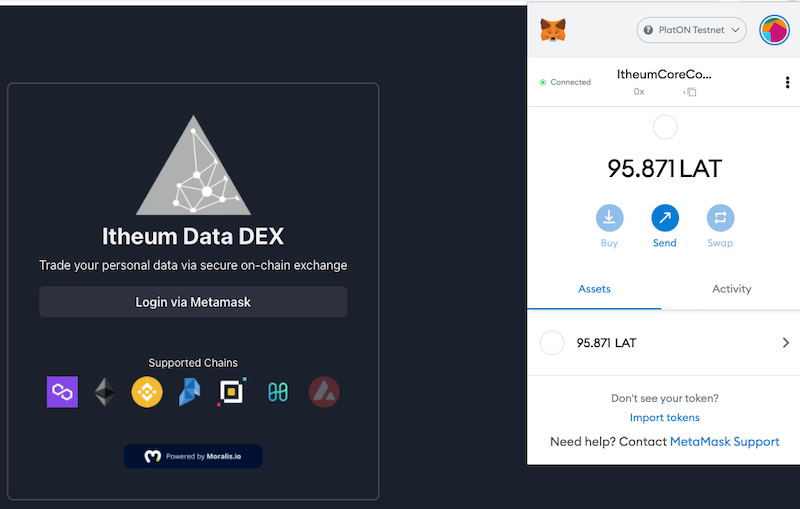 Itheum Data DEX
Trade your personal data via secure on-chain exchange
Login via Metamask
Supported Chains
Powered by Moralis.io
PlatON Testnet
Connected
ItheumCoreCo...
0x
95.871 LAT
Buy
Send
Swap
Assets
Activity
95.871 LAT
Don't see your token?
Import tokens
Need help? Contact MetaMask Support